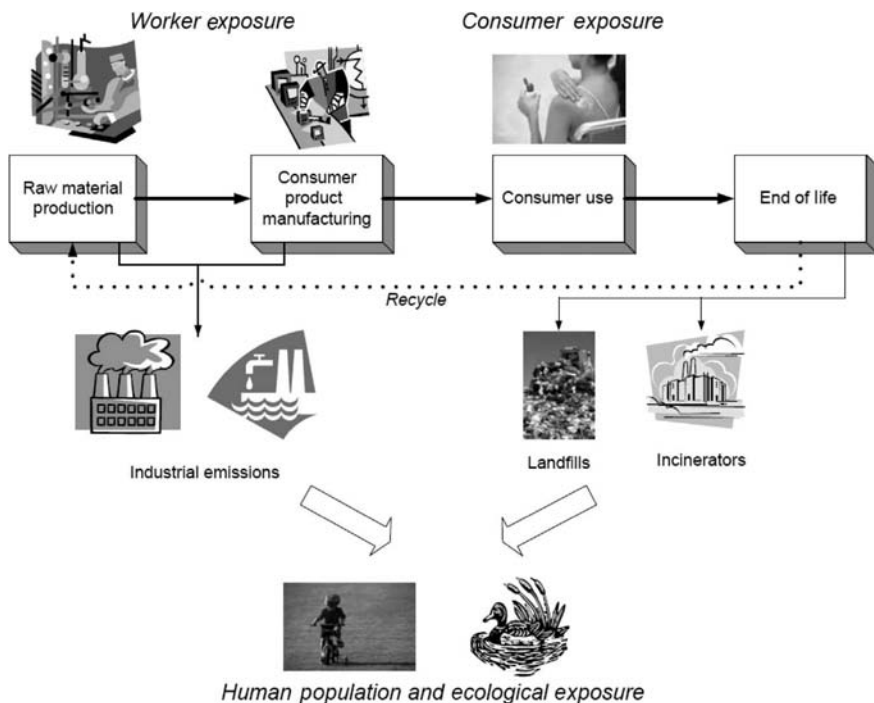 Worker exposure
Consumer exposure
Raw material
production
Consumer
product
manufacturing
Consumer use
End of life
Recycle
Industrial emissions
Landfills
Incinerators
Human population and ecological exposure